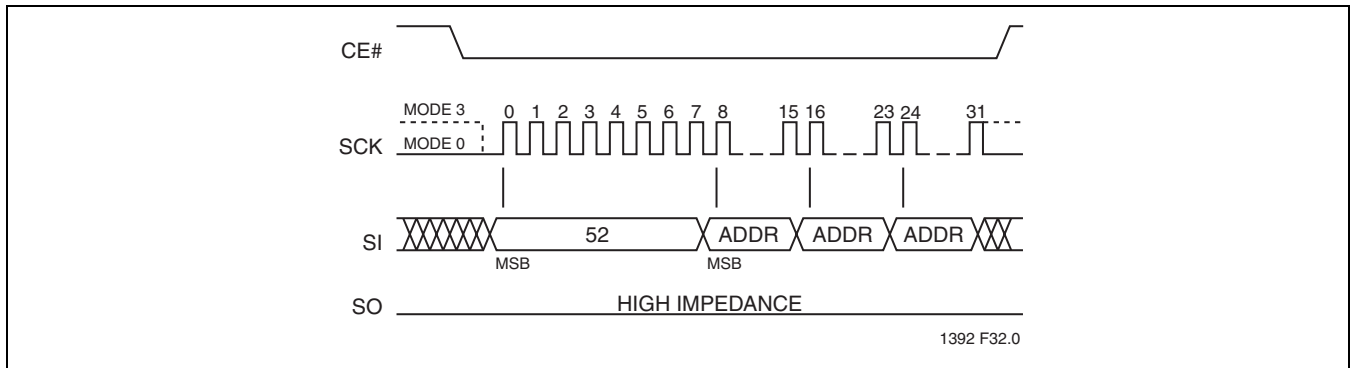 CE#
MODE 3
0 1 2 3 4 5 6 7 8 15 16 23 24 31
SCK
MODE 0
SI
52 ADDR ADDR ADDR
MSB MSB
SO
HIGH IMPEDANCE
1392 F32.0